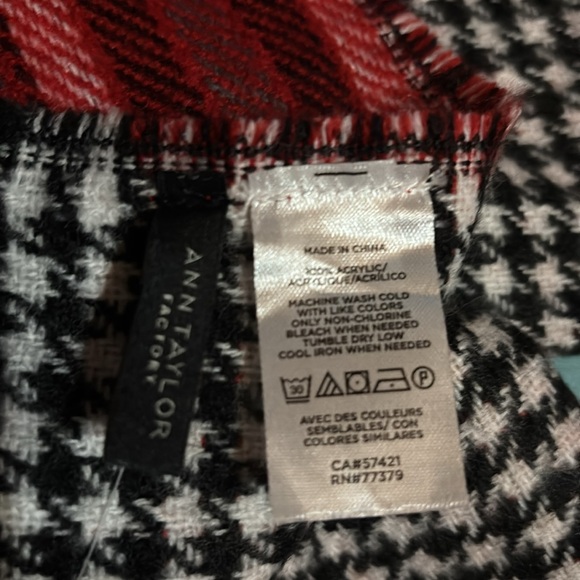 ANN TAYLOR
FACTORY
MADE IN CHINA
100% ACRYLIC/
ACRYLIQUE/ACRÍLICO
MACHINE WASH COLD
WITH LIKE COLORS
ONLY NON-CHLORINE
BLEACH WHEN NEEDED
TUMBLE DRY LOW
COOL IRON WHEN NEEDED
30 P
AVEC DES COULEURS
SEMBLABLES/ CON
COLORES SIMILARES
CA#57421
RN#77379